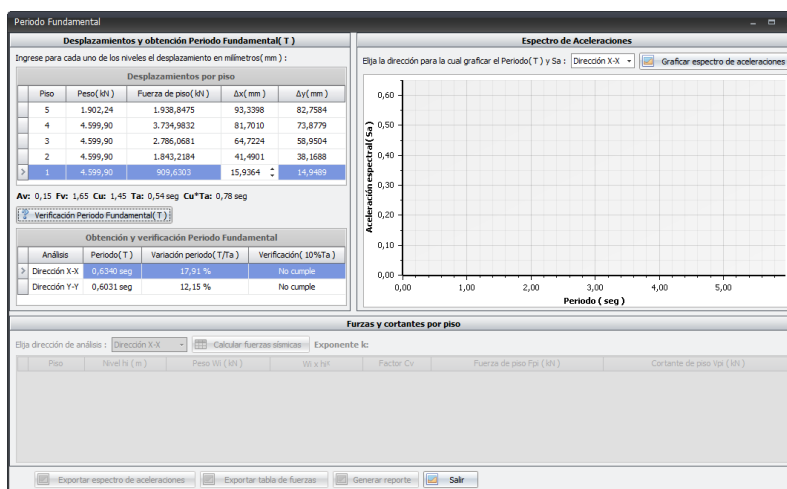 Periodo Fundamental
Desplazamientos y obtención Periodo Fundamental( T )
Ingrese para cada uno de los niveles el desplazamiento en milímetros(mm) :
Desplazamientos por piso
Piso Peso(kN) Fuerza de piso(kN) Δx(mm) Δy(mm)
5 1.902,24 1.938,8475 93,3398 82,7584
4 4.599,90 3.734,9832 81,7010 73,8779
3 4.599,90 2.786,0681 64,7224 58,9504
2 4.599,90 1.843,2184 41,4901 38,1688
1 4.599,90 909,6303 15,9364 14,9489
Av: 0,15 Fv: 1,65 Cu: 1,45 Ta: 0,54 seg Cu*Ta: 0,78 seg
Verificación Periodo Fundamental( T )
Obtención y verificación Periodo Fundamental
Análisis Periodo(T) Variación periodo(T/Ta) Verificación( 10%Ta)
Dirección X-X 0,6340 seg 17,91 % No cumple
Dirección Y-Y 0,6031 seg 12,15 % No cumple
Espectro de Aceleraciones
Elija la dirección para la cual graficar el Periodo( T ) y Sa : Dirección X-X Graficar espectro de aceleraciones
Aceleración espectral( Sa)
0,60
0,50
0,40
0,30
0,20
0,10
0,00
0,00 1,00 2,00 3,00 4,00 5,00
Periodo ( seg )
Furzas y cortantes por piso
Elija dirección de análisis : Dirección X-X Calcular fuerzas sísmicas Exponente k:
Piso Nivel hi ( m ) Peso Wi ( kN ) Wi x hiᵏ Factor Cv Fuerza de piso Fpi ( kN ) Cortante de piso Vpi ( kN )
Exportar espectro de aceleraciones Exportar tabla de fuerzas Generar reporte Salir